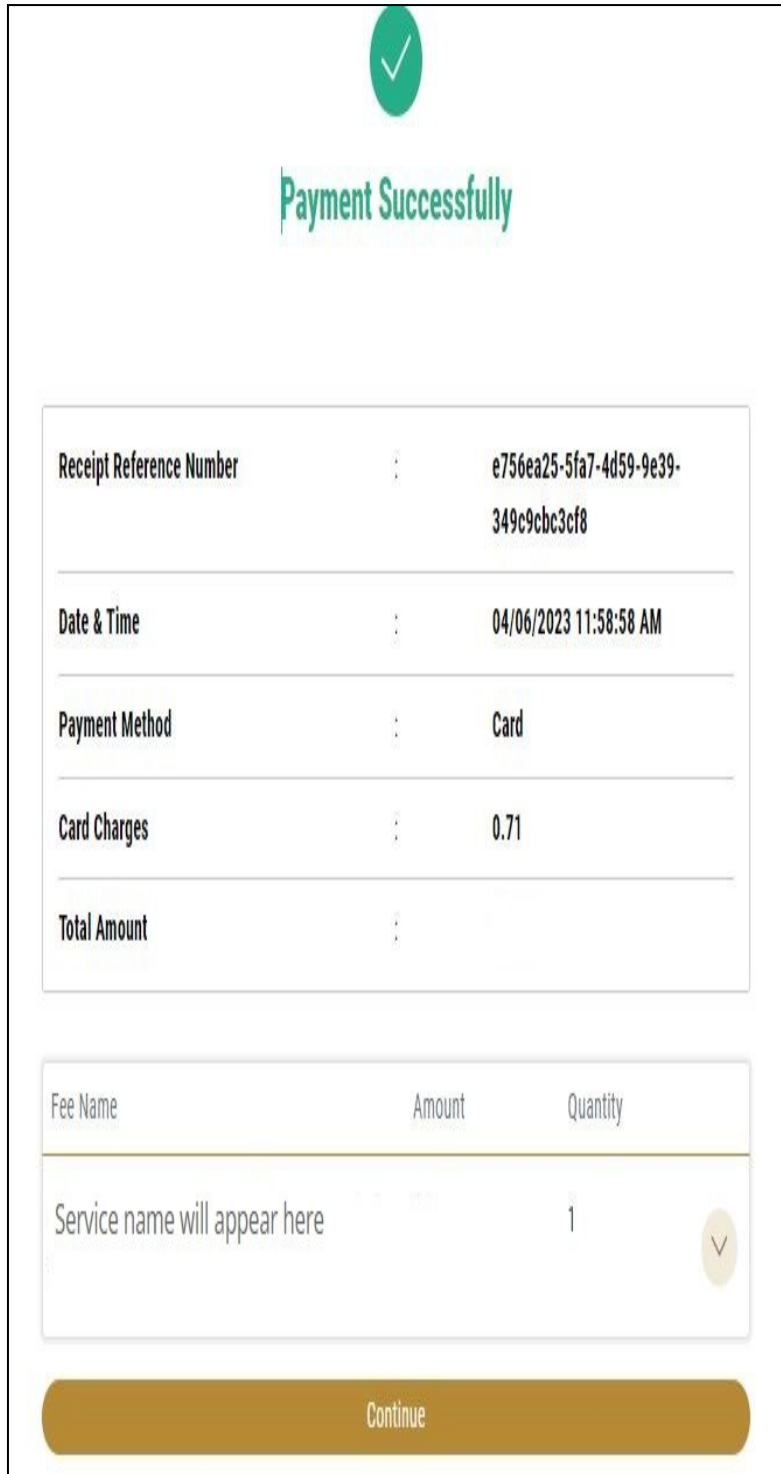 Payment Successfully
Receipt Reference Number : e756ea25-5fa7-4d59-9e39-
349c9cbc3cf8
Date & Time : 04/06/2023 11:58:58 AM
Payment Method : Card
Card Charges : 0.71
Total Amount :
Fee Name Amount Quantity
Service name will appear here 1
Continue